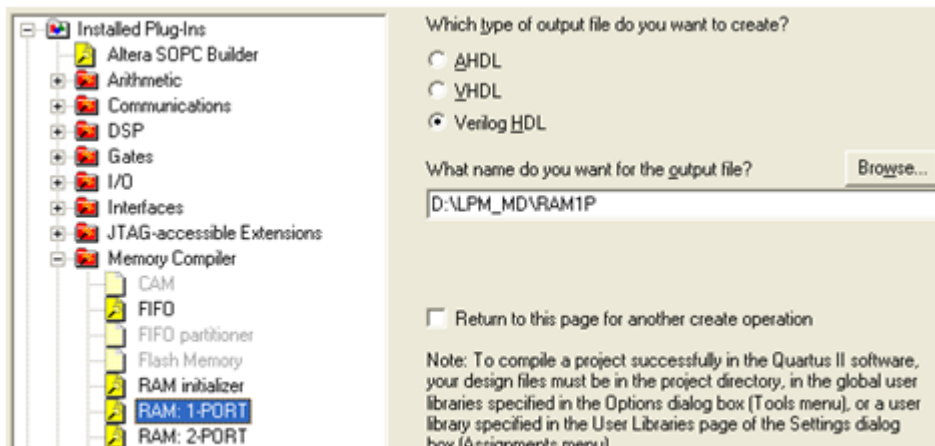 Installed Plug-Ins
Altera SOPC Builder
Arithmetic
Communications
DSP
Gates
I/O
Interfaces
JTAG-accessible Extensions
Memory Compiler
CAM
FIFO
FIFO partitioner
Flash Memory
RAM initializer
RAM: 1-PORT
RAM: 2-PORT
Which type of output file do you want to create?
AHDL
VHDL
Verilog HDL
What name do you want for the output file?
Browse...
D:\LPM_MD\RAM1P
Return to this page for another create operation
Note: To compile a project successfully in the Quartus II software,
your design files must be in the project directory, in the global user
libraries specified in the Options dialog box (Tools menu), or a user
library specified in the User Libraries page of the Settings dialog
box (Assignments menu).